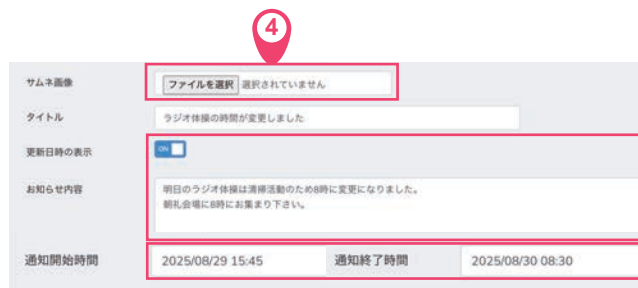 4
サムネ画像 ファイルを選択 選択されていません
タイトル ラジオ体操の時間が変更しました
更新日時の表示 ON
お知らせ内容 明日のラジオ体操は清掃活動のため8時に変更になりました。
朝礼会場に8時にお集まり下さい。
通知開始時間 2025/08/29 15:45 通知終了時間 2025/08/30 08:30